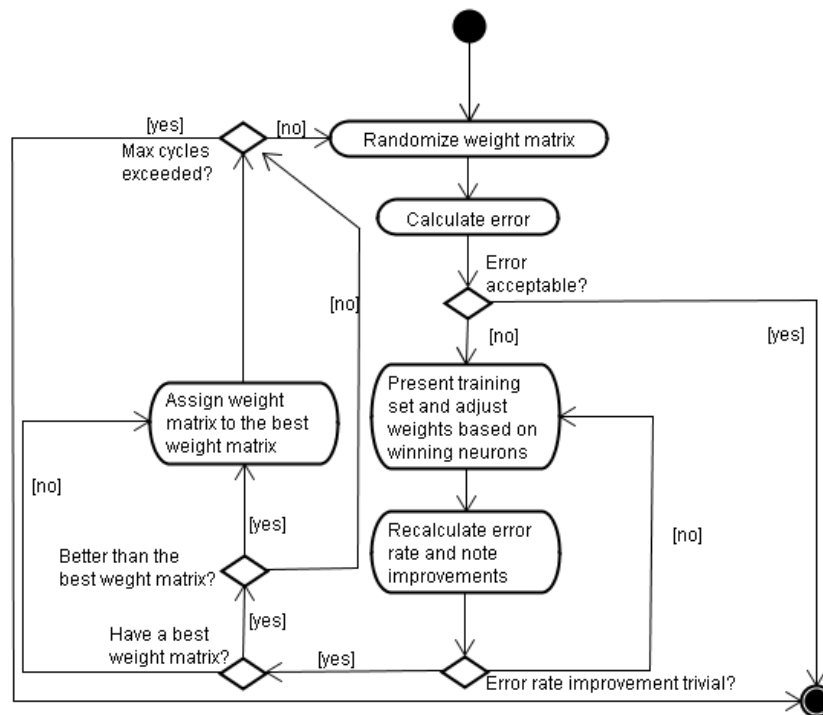 [yes]
[no]
Max cycles
exceeded?
Randomize weight matrix
Calculate error
Error
acceptable?
[no]
[yes]
[no]
Assign weight
matrix to the best
weight matrix
Present training
set and adjust
weights based on
winning neurons
[no]
[yes]
Recalculate error
rate and note
improvements
[no]
Better than the
best weght matrix?
[yes]
Have a best
weight matrix?
[yes]
Error rate improvement trivial?